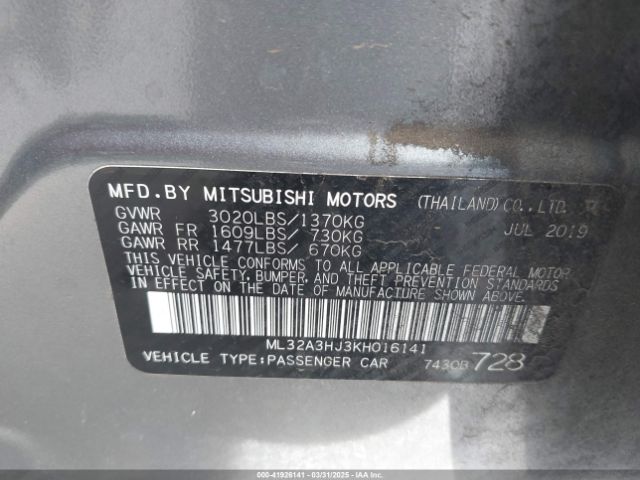 MFD.BY MITSUBISHI MOTORS (THAILAND)CO.,LTD.
GVWR 3020LBS/1370KG JUL 2019
GAWR FR 1609LBS/ 730KG
GAWR RR 1477LBS/ 670KG
THIS VEHICLE CONFORMS TO ALL APPLICABLE FEDERAL MOTOR
VEHICLE SAFETY,BUMPER,AND THEFT PREVENTION STANDARDS
IN EFFECT ON THE DATE OF MANUFACTURE SHOWN ABOVE.
ML32A3HJ3KH016141
VEHICLE TYPE:PASSENGER CAR 7430B 728
000-41926141 - 03/31/2025 - IAAI.COM